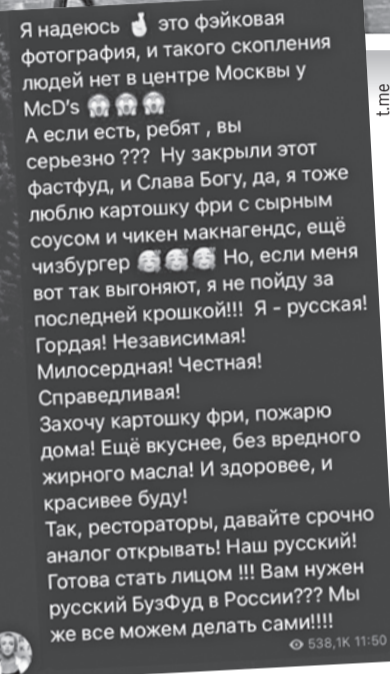 Я надеюсь 🤞 это фэйковая
фотография, и такого скопления
людей нет в центре Москвы у
McD's 😱😱😱
А если есть, ребят , вы
серьезно ??? Ну закрыли этот
фастфуд, и Слава Богу, да, я тоже
люблю картошку фри с сырным
соусом и чикен макнагендс, ещё
чизбургер 🥰🥰🥰 Но, если меня
вот так выгоняют, я не пойду за
последней крошкой!!! Я - русская!
Гордая! Независимая!
Милосердная! Честная!
Справедливая!
Захочу картошку фри, пожарю
дома! Ещё вкуснее, без вредного
жирного масла! И здоровее, и
красивее буду!
Так, рестораторы, давайте срочно
аналог открывать! Наш русский!
Готова стать лицом !!! Вам нужен
русский БузФуд в России??? Мы
же все можем делать сами!!!!
538,1K 11:50
t.me